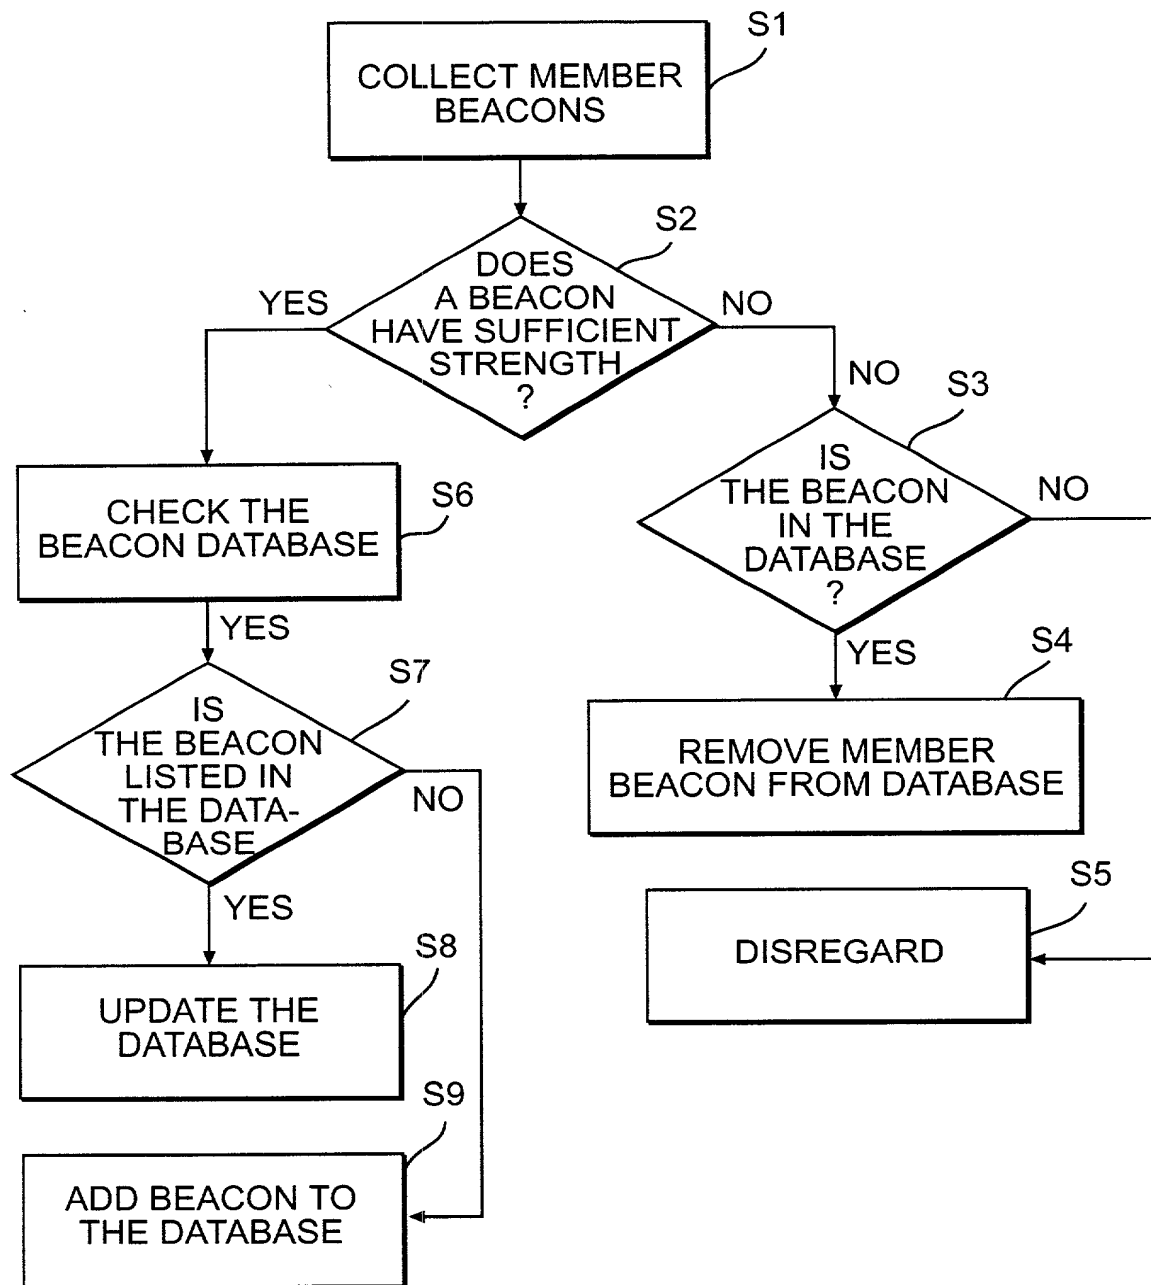 S1
COLLECT MEMBER
BEACONS
S2
DOES
A BEACON
HAVE SUFFICIENT
STRENGTH
?
YES
NO
NO
S3
IS
THE BEACON
IN THE
DATABASE
?
NO
S6
CHECK THE
BEACON DATABASE
YES
YES
S4
REMOVE MEMBER
BEACON FROM DATABASE
S7
IS
THE BEACON
LISTED IN
THE DATA-
BASE
NO
YES
S5
DISREGARD
S8
UPDATE THE
DATABASE
S9
ADD BEACON TO
THE DATABASE